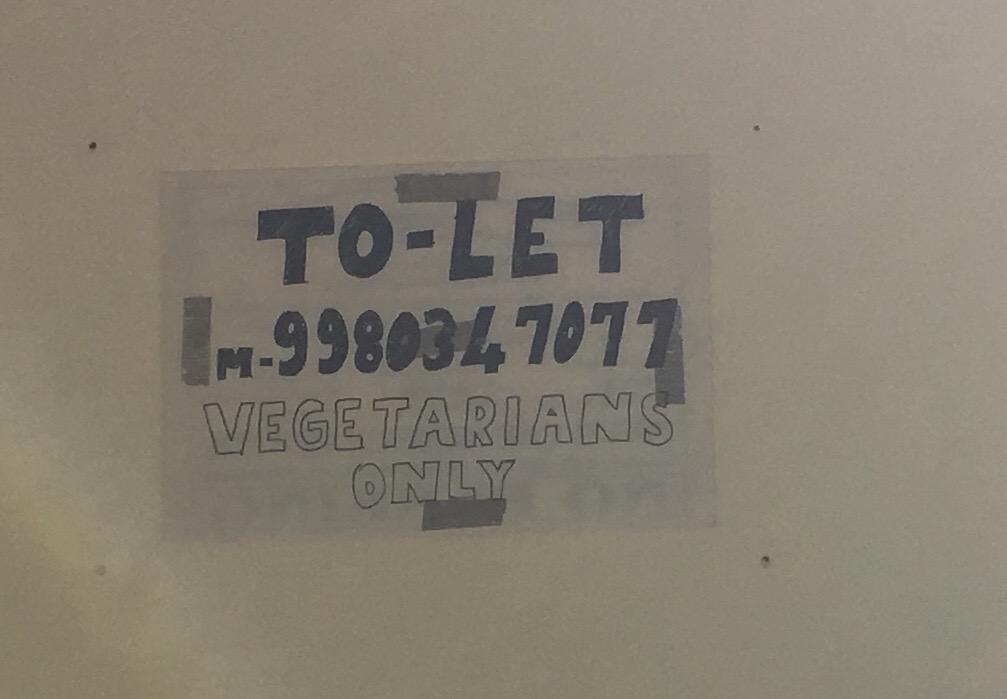 TO-LET
M-9980347077
VEGETARIANS
ONLY